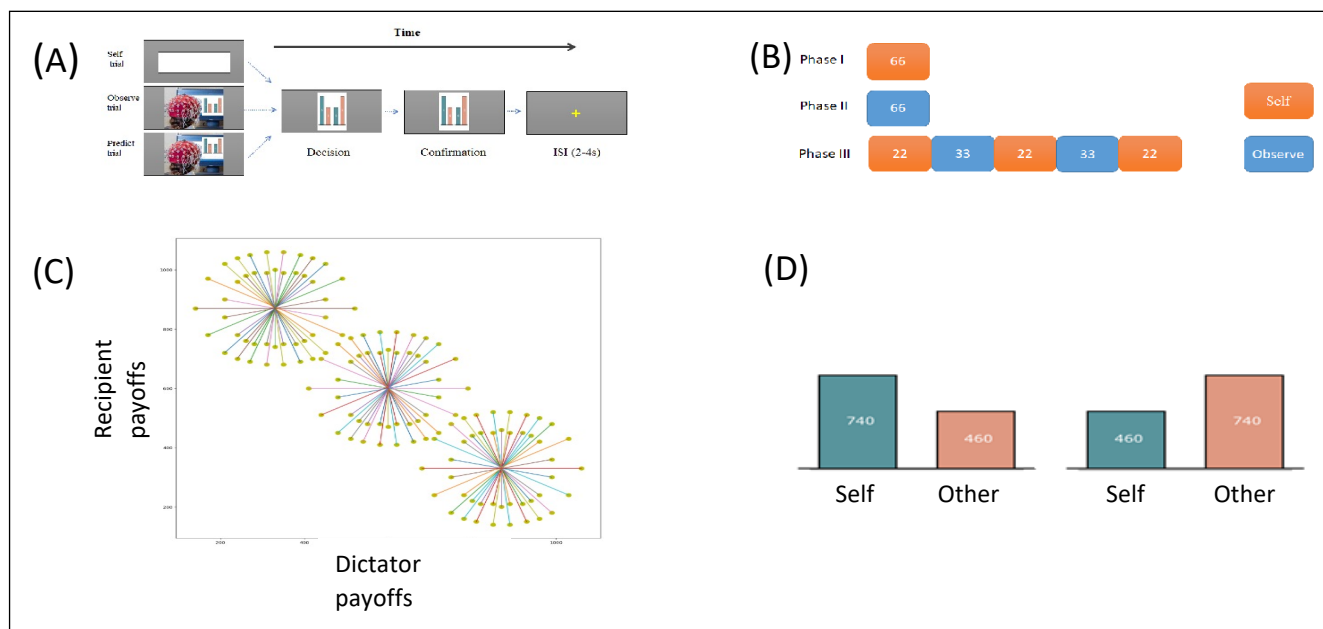 (A)
Time
Self
trial
Observe
trial
Predict
trial
Decision
Confirmation
ISI (2-4s)
(B)
Phase I
66
Phase II
66
Phase III
22
33
22
33
22
Self
Observe
(C)
Recipient
payoffs
1000
800
600
400
200
200
400
1000
Dictator
payoffs
(D)
740
460
460
740
Self
Other
Self
Other